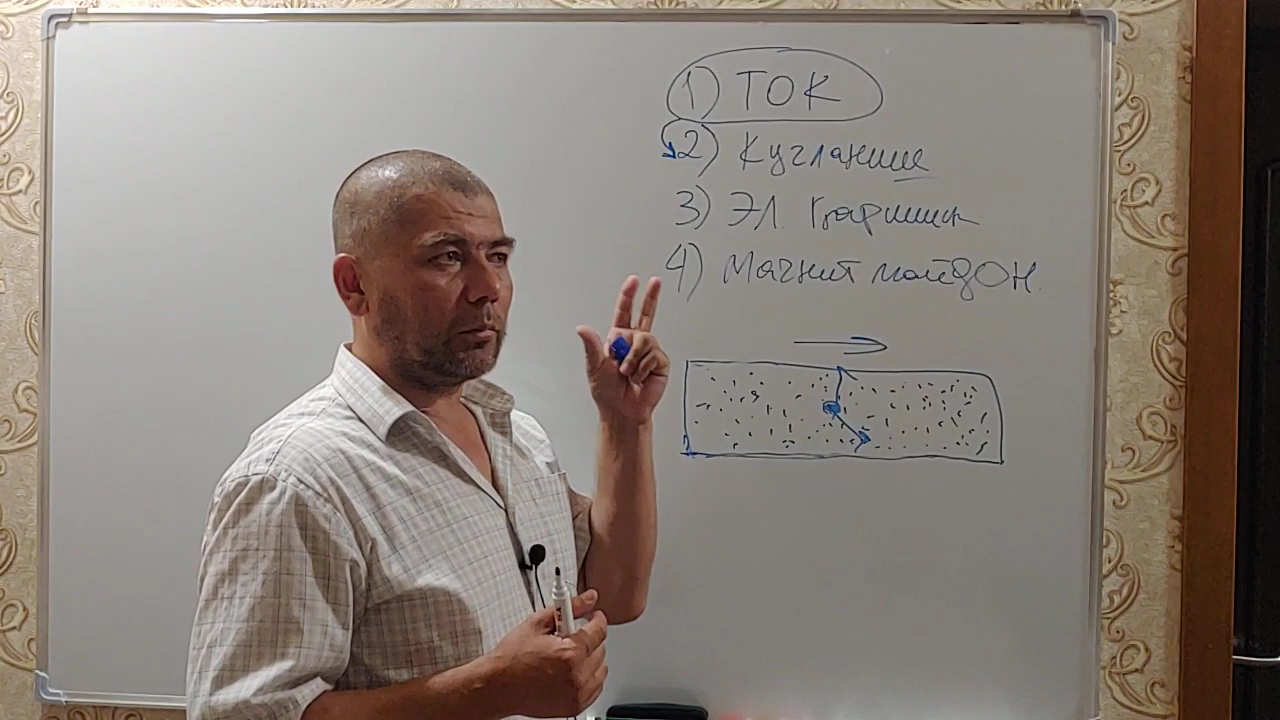 1) ТОК
2) Кучланиш
3) ЭЛ. Қаршилик
4) Магнит майдОН.